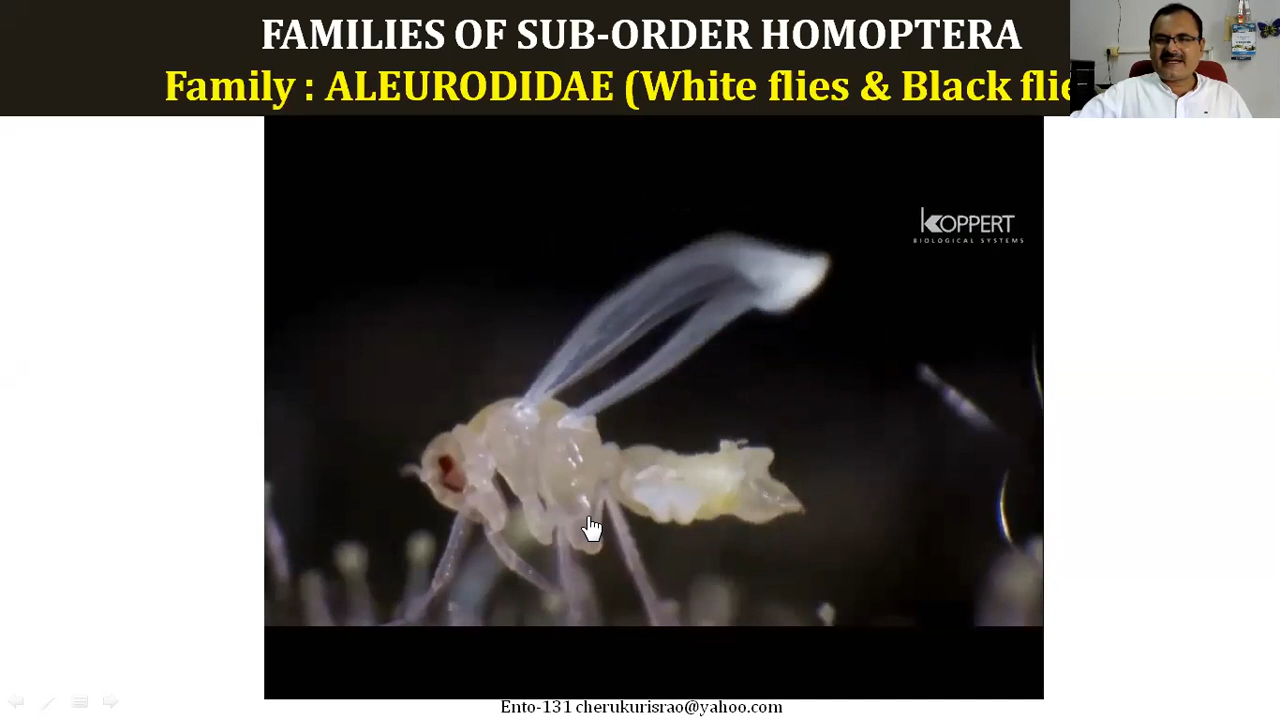 FAMILIES OF SUB-ORDER HOMOPTERA
Family : ALEURODIDAE (White flies & Black flie
KOPPERT
BIOLOGICAL SYSTEMS
Ento-131 cherukurisrao@yahoo.com